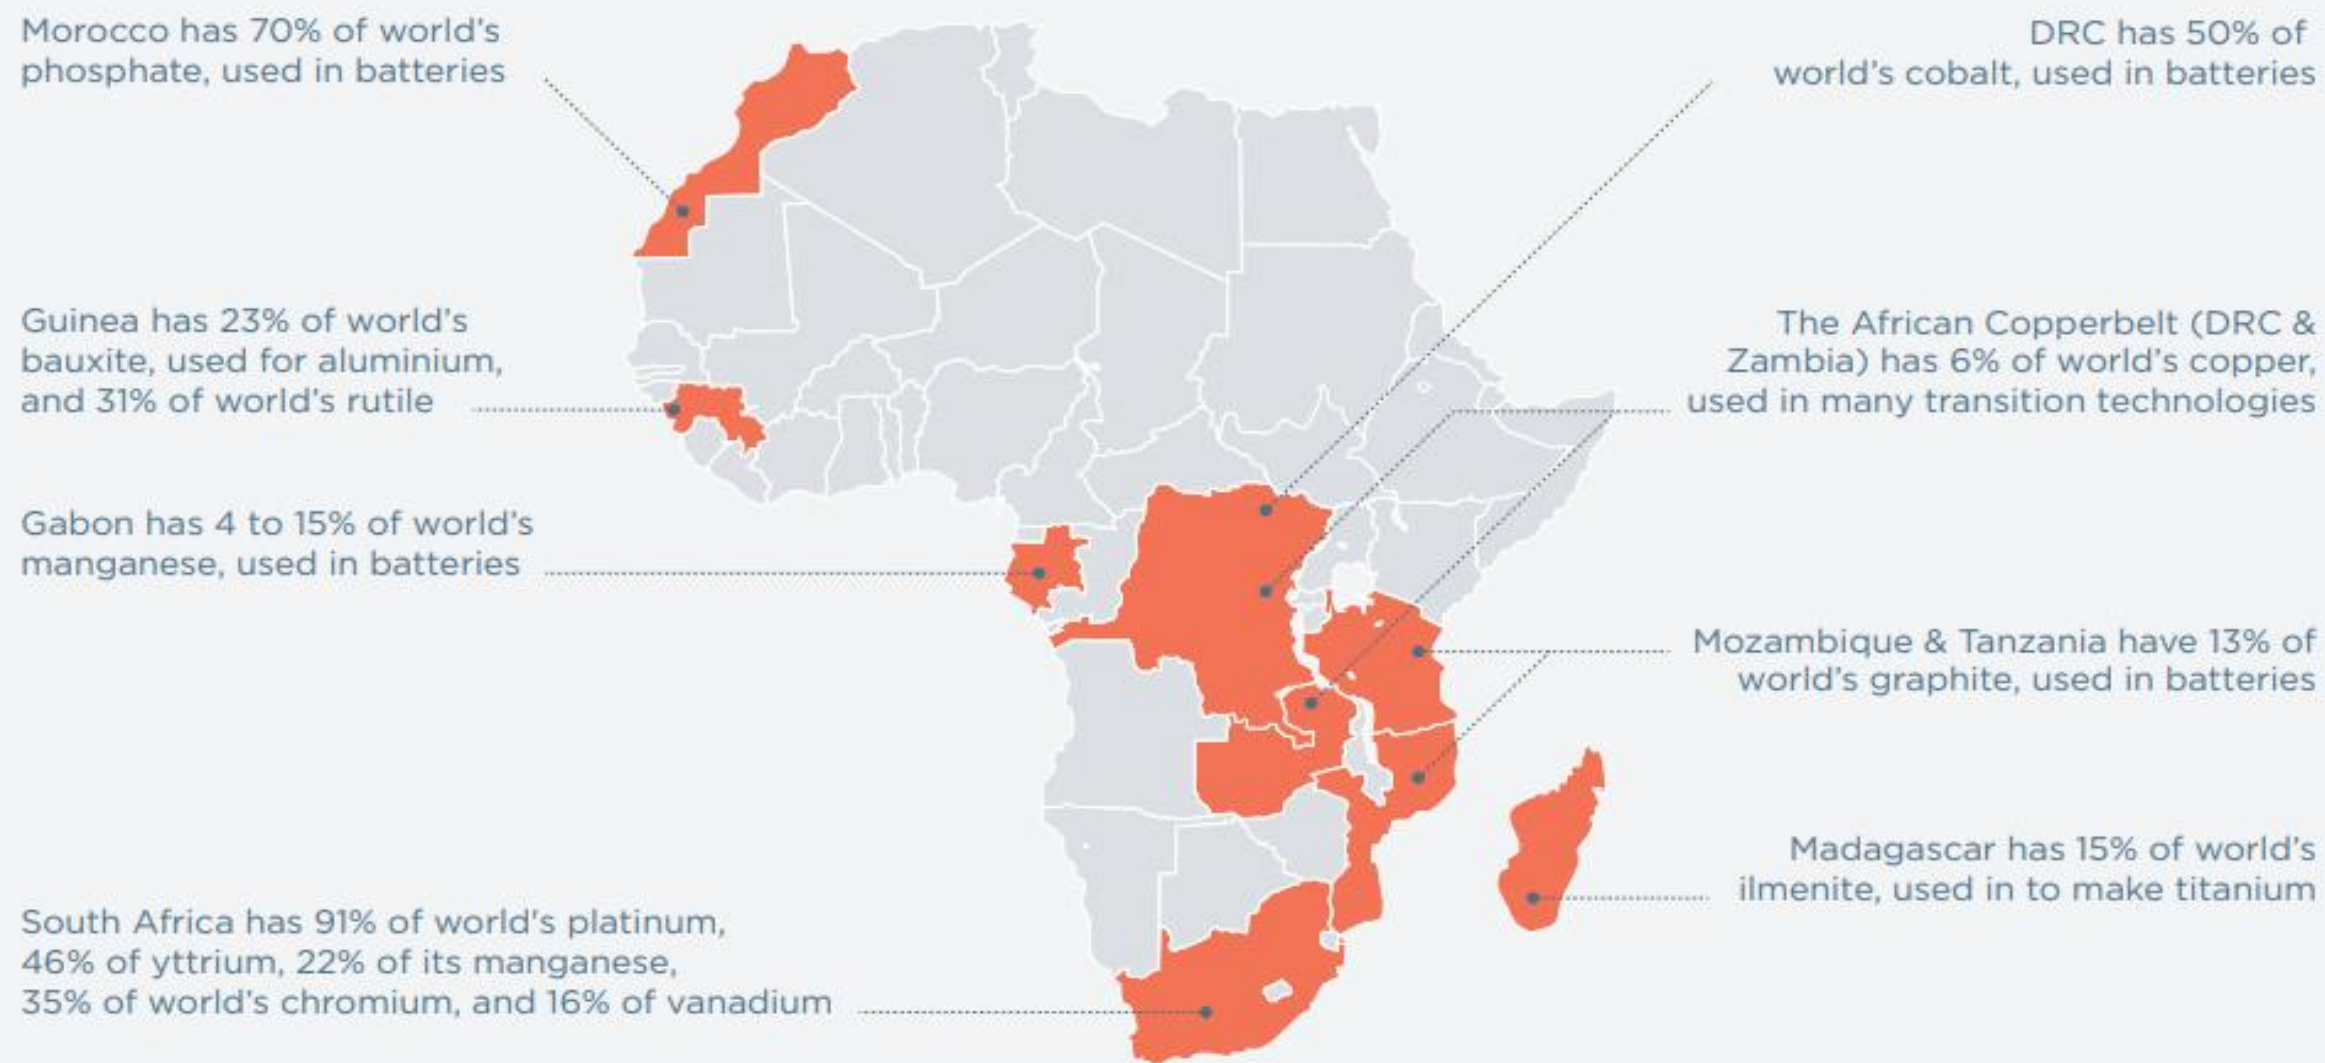 Morocco has 70% of world's
phosphate, used in batteries
Guinea has 23% of world's
bauxite, used for aluminium,
and 31% of world's rutile
Gabon has 4 to 15% of world's
manganese, used in batteries
South Africa has 91% of world's platinum,
46% of yttrium, 22% of its manganese,
35% of world's chromium, and 16% of vanadium
DRC has 50% of
world's cobalt, used in batteries
The African Copperbelt (DRC &
Zambia) has 6% of world's copper,
used in many transition technologies
Mozambique & Tanzania have 13% of
world's graphite, used in batteries
Madagascar has 15% of world's
ilmenite, used in to make titanium